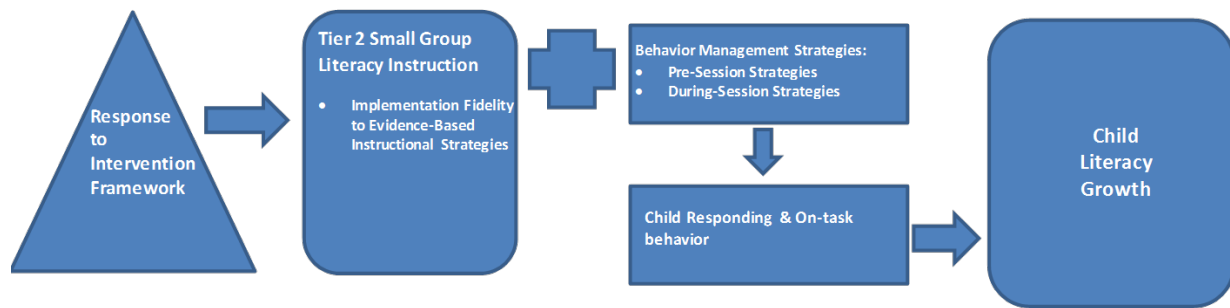 Response
to
Intervention
Framework
Tier 2 Small Group
Literacy Instruction
• Implementation Fidelity
to Evidence-Based
Instructional Strategies
Behavior Management Strategies:
• Pre-Session Strategies
• During-Session Strategies
Child Responding & On-task
behavior
Child
Literacy
Growth